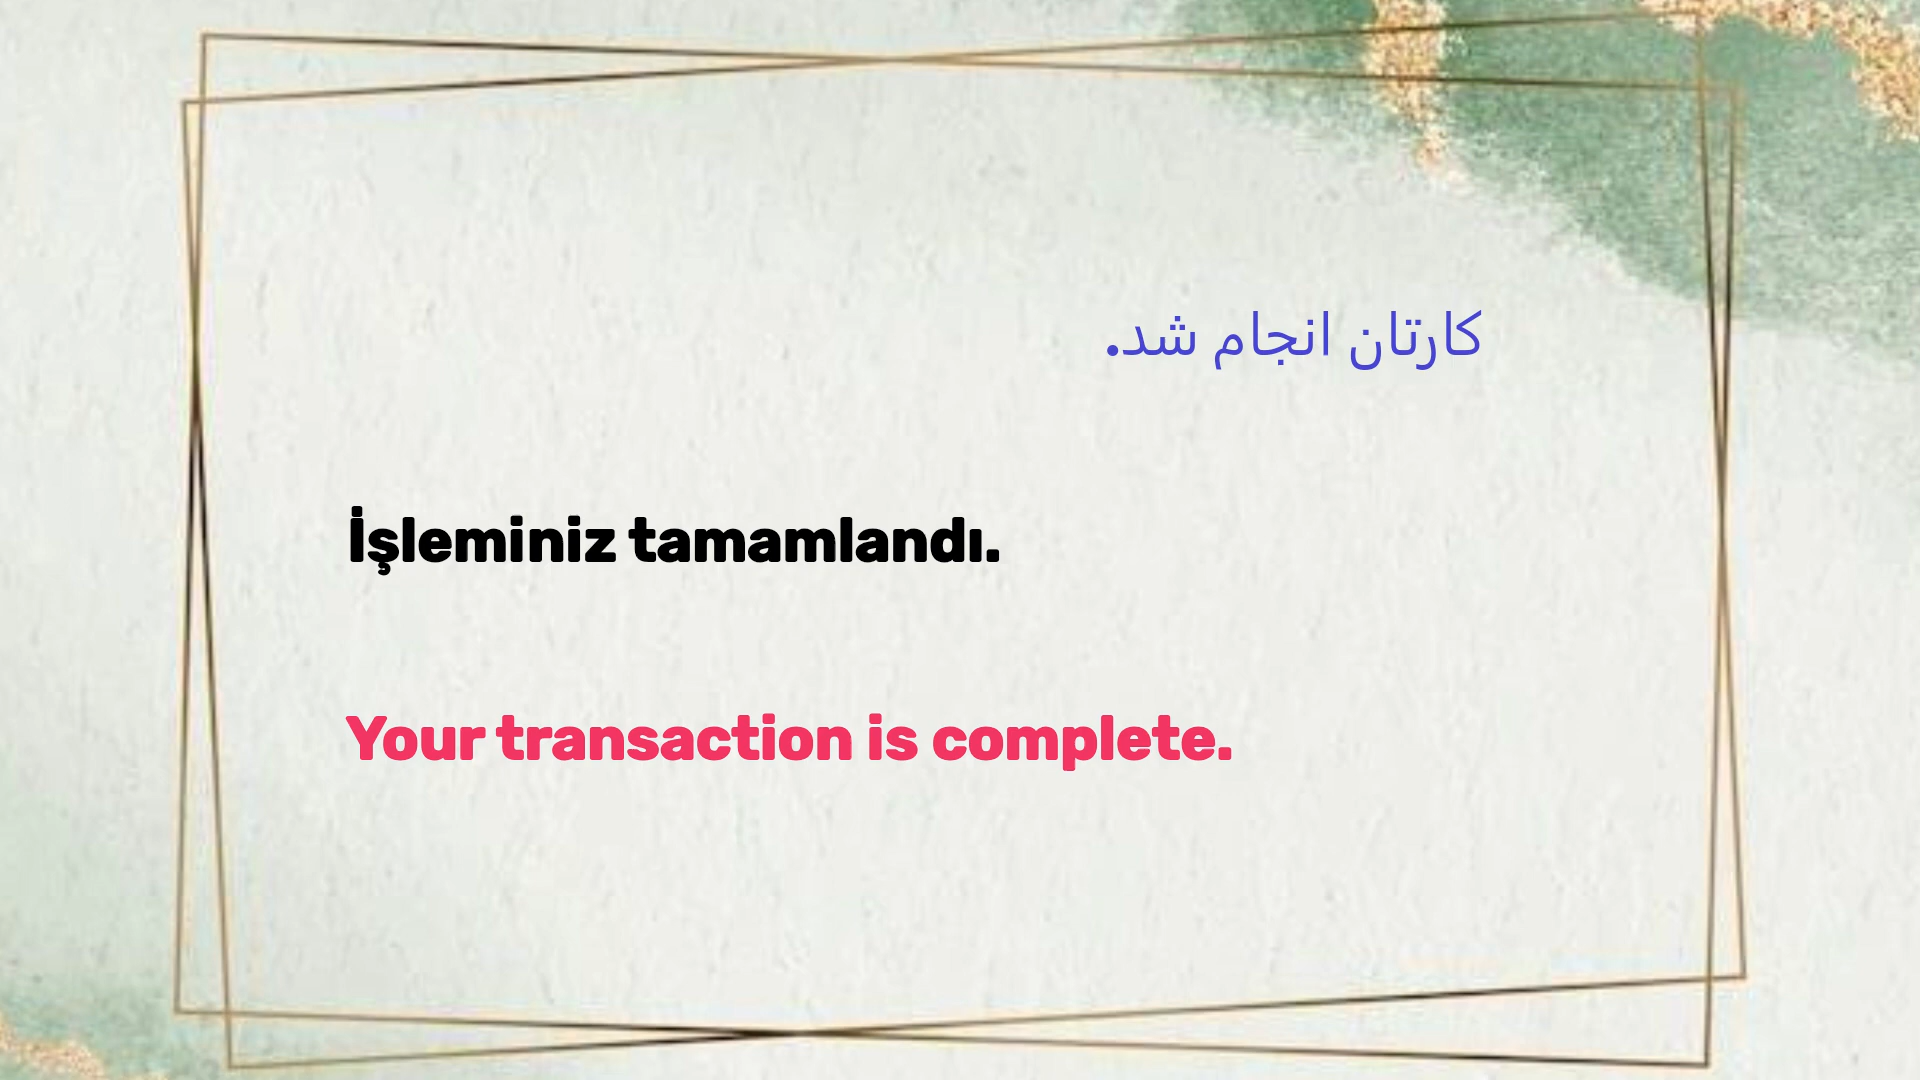 کارتان انجام شد.
İşleminiz tamamlandı.
Your transaction is complete.